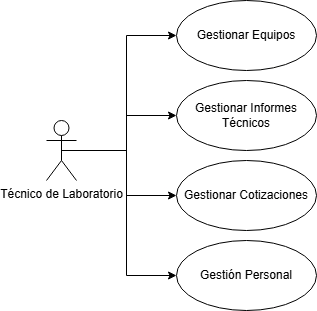 Gestionar Equipos
Gestionar Informes
Técnicos
Técnico de Laboratorio
Gestionar Cotizaciones
Gestión Personal